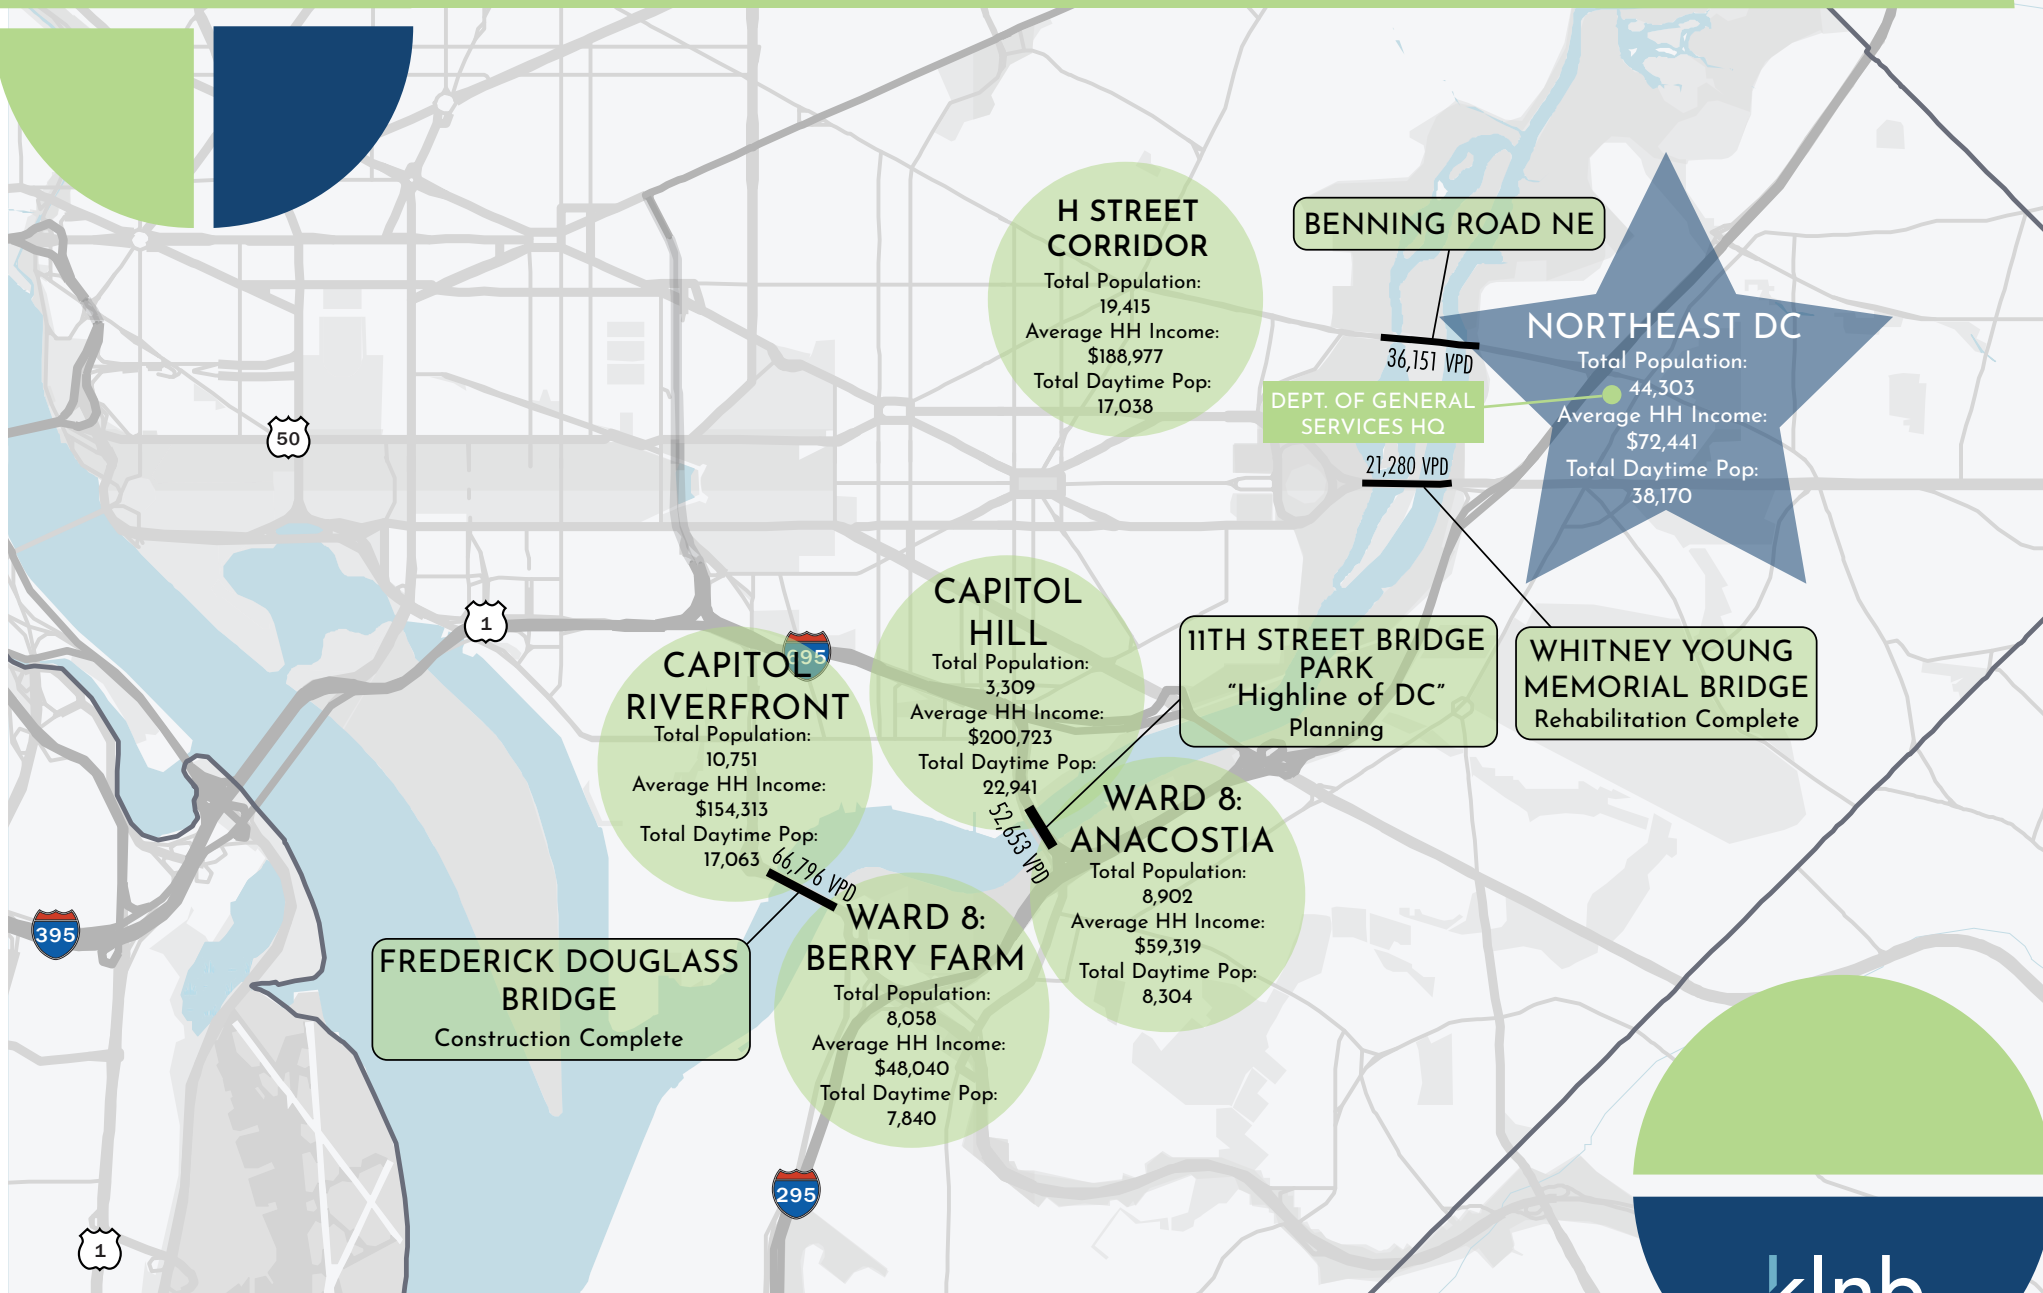 H STREET
CORRIDOR
Total Population:
19,415
Average HH Income:
$188,977
Total Daytime Pop:
17,038
BENNING ROAD NE
36,151 VPD
NORTHEAST DC
Total Population:
44,303
Average HH Income:
$72,441
Total Daytime Pop:
38,170
DEPT. OF GENERAL
SERVICES HQ
21,280 VPD
50
1
695
CAPITOL
HILL
Total Population:
3,309
Average HH Income:
$200,723
Total Daytime Pop:
22,941
52,653 VPD
11TH STREET BRIDGE
PARK
“Highline of DC”
Planning
WHITNEY YOUNG
MEMORIAL BRIDGE
Rehabilitation Complete
CAPITOL
RIVERFRONT
Total Population:
10,751
Average HH Income:
$154,313
Total Daytime Pop:
17,063
66,796 VPD
WARD 8:
ANACOSTIA
Total Population:
8,902
Average HH Income:
$59,319
Total Daytime Pop:
8,304
395
FREDERICK DOUGLASS
BRIDGE
Construction Complete
WARD 8:
BERRY FARM
Total Population:
8,058
Average HH Income:
$48,040
Total Daytime Pop:
7,840
295
1
klnb